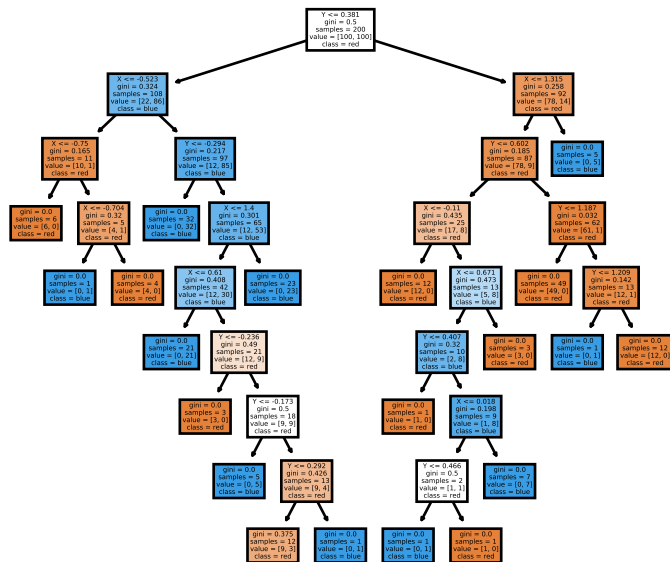 Y <= 0.381
gini = 0.5
samples = 200
value = [100, 100]
class = red
X <= -0.523
gini = 0.324
samples = 108
value = [22, 86]
class = blue
X <= 1.315
gini = 0.258
samples = 92
value = [78, 14]
class = red
X <= -0.75
gini = 0.165
samples = 11
value = [10, 1]
class = red
Y <= -0.294
gini = 0.217
samples = 97
value = [12, 85]
class = blue
Y <= 0.602
gini = 0.185
samples = 87
value = [78, 9]
class = red
gini = 0.0
samples = 5
value = [0, 5]
class = blue
gini = 0.0
samples = 6
value = [6, 0]
class = red
X <= -0.704
gini = 0.32
samples = 5
value = [4, 1]
class = red
gini = 0.0
samples = 32
value = [0, 32]
class = blue
X <= 1.4
gini = 0.301
samples = 65
value = [12, 53]
class = blue
X <= -0.11
gini = 0.435
samples = 25
value = [17, 8]
class = red
Y <= 1.187
gini = 0.032
samples = 62
value = [61, 1]
class = red
gini = 0.0
samples = 1
value = [0, 1]
class = blue
gini = 0.0
samples = 4
value = [4, 0]
class = red
X <= 0.61
gini = 0.408
samples = 42
value = [12, 30]
class = blue
gini = 0.0
samples = 23
value = [0, 23]
class = blue
gini = 0.0
samples = 12
value = [12, 0]
class = red
X <= 0.671
gini = 0.473
samples = 13
value = [5, 8]
class = blue
gini = 0.0
samples = 49
value = [49, 0]
class = red
Y <= 1.209
gini = 0.142
samples = 13
value = [12, 1]
class = red
gini = 0.0
samples = 21
value = [0, 21]
class = blue
Y <= -0.236
gini = 0.49
samples = 21
value = [12, 9]
class = red
Y <= 0.407
gini = 0.32
samples = 10
value = [2, 8]
class = blue
gini = 0.0
samples = 3
value = [3, 0]
class = red
gini = 0.0
samples = 1
value = [0, 1]
class = blue
gini = 0.0
samples = 12
value = [12, 0]
class = red
gini = 0.0
samples = 3
value = [3, 0]
class = red
Y <= -0.173
gini = 0.5
samples = 18
value = [9, 9]
class = red
gini = 0.0
samples = 1
value = [1, 0]
class = red
X <= 0.018
gini = 0.198
samples = 9
value = [1, 8]
class = blue
gini = 0.0
samples = 5
value = [0, 5]
class = blue
Y <= 0.292
gini = 0.426
samples = 13
value = [9, 4]
class = red
Y <= 0.466
gini = 0.5
samples = 2
value = [1, 1]
class = red
gini = 0.0
samples = 7
value = [0, 7]
class = blue
gini = 0.375
samples = 12
value = [9, 3]
class = red
gini = 0.0
samples = 1
value = [0, 1]
class = blue
gini = 0.0
samples = 1
value = [0, 1]
class = blue
gini = 0.0
samples = 1
value = [1, 0]
class = red